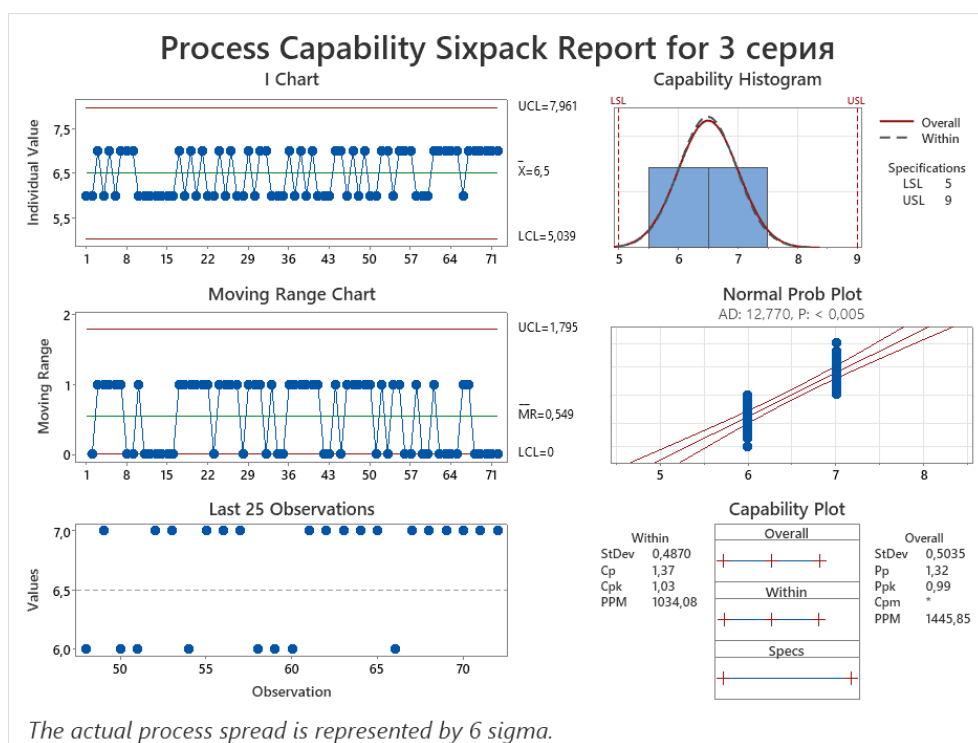 Process Capability Sixpack Report for 3 серия
I Chart
Individual Value
7,5
6,5
5,5
UCL=7,961
X=6,5
LCL=5,039
1 8 15 22 29 36 43 50 57 64 71
Capability Histogram
LSL USL
Overall
Within
Specifications
LSL 5
USL 9
5 6 7 8 9
Moving Range Chart
Moving Range
2
1
0
UCL=1,795
MR=0,549
LCL=0
1 8 15 22 29 36 43 50 57 64 71
Normal Prob Plot
AD: 12,770, P: < 0,005
5 6 7 8
Last 25 Observations
Values
7,0
6,5
6,0
50 55 60 65 70
Observation
Capability Plot
Within
StDev 0,4870
Cp 1,37
Cpk 1,03
PPM 1034,08
Overall
Within
Specs
Overall
StDev 0,5035
Pp 1,32
Ppk 0,99
Cpm *
PPM 1445,85
The actual process spread is represented by 6 sigma.